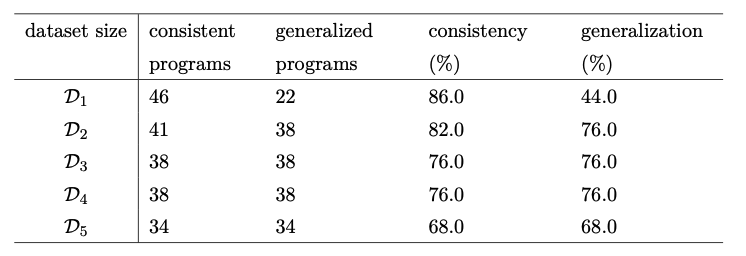 dataset size consistent generalized consistency generalization
programs programs (%) (%)
𝒟₁ 46 22 86.0 44.0
𝒟₂ 41 38 82.0 76.0
𝒟₃ 38 38 76.0 76.0
𝒟₄ 38 38 76.0 76.0
𝒟₅ 34 34 68.0 68.0